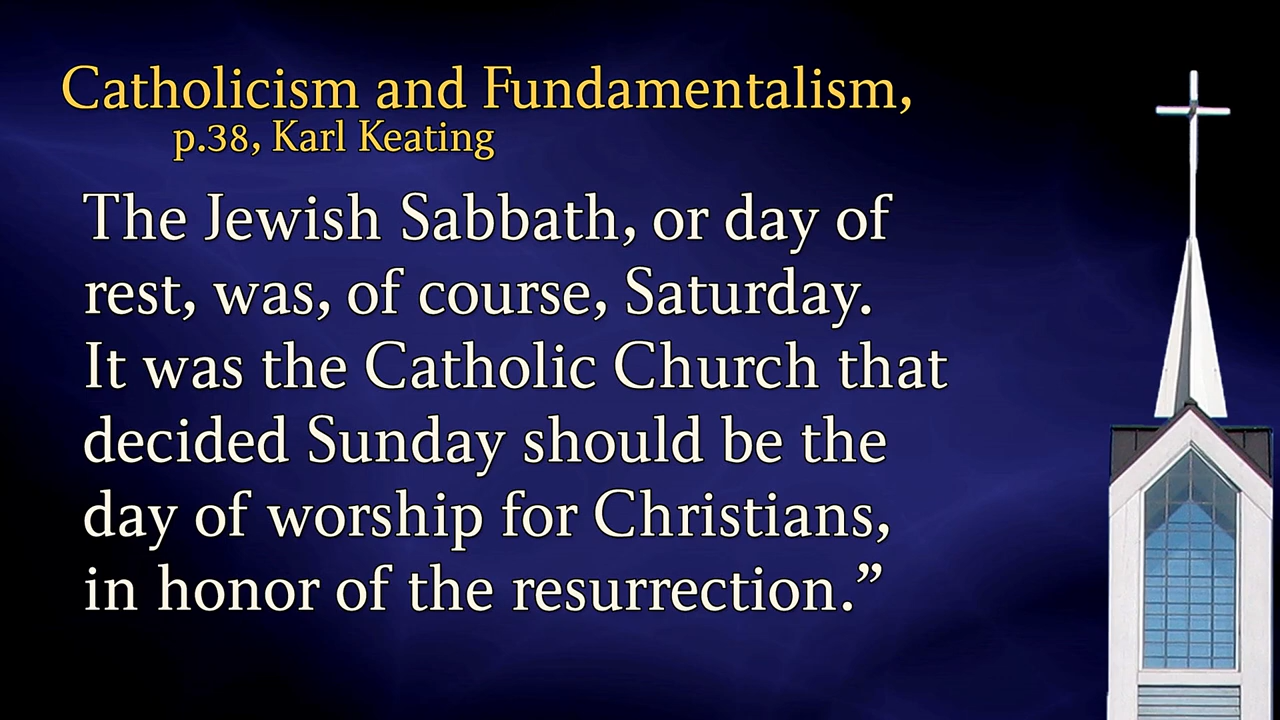 Catholicism and Fundamentalism,
p.38, Karl Keating
The Jewish Sabbath, or day of
rest, was, of course, Saturday.
It was the Catholic Church that
decided Sunday should be the
day of worship for Christians,
in honor of the resurrection.”